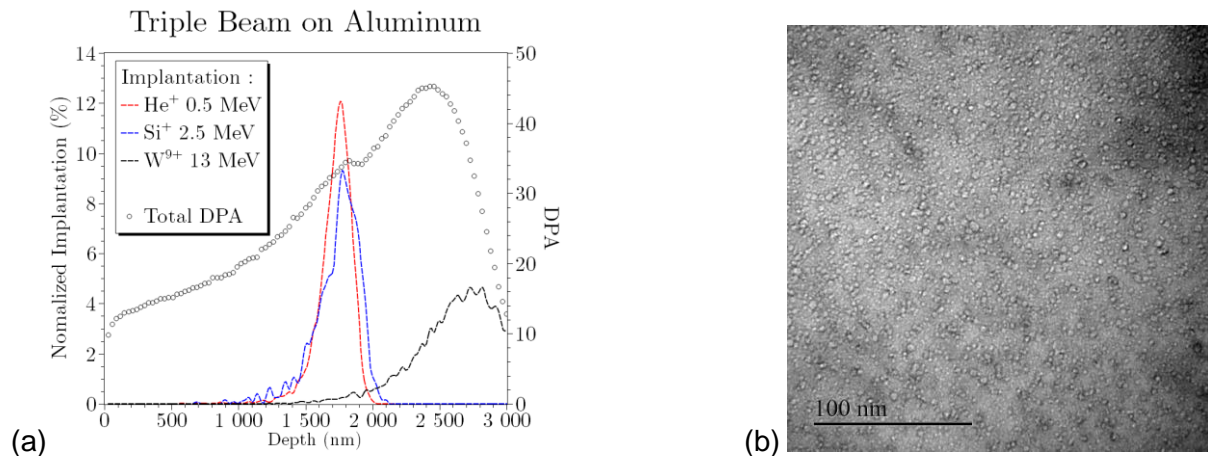 Triple Beam on Aluminum
14
12
10
8
6
4
2
0
Nomalized Implantation (%)
50
40
30
20
10
0
DPA
Implantation :
He+ 0.5 MeV
Si+ 2.5 MeV
W9+ 13 MeV
Total DPA
0 500 1 000 1 500 2 000 2 500 3 000
Depth (nm)
(a)
100 nm
(b)